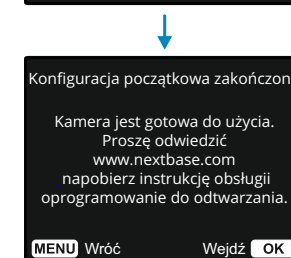 Konfiguracja początkowa zakończon
Kamera jest gotowa do użycia.
Proszę odwiedzić
www.nextbase.com
napobierz instrukcję obsługii
oprogramowanie do odtwarzania.
MENU Wróć Wejdź OK